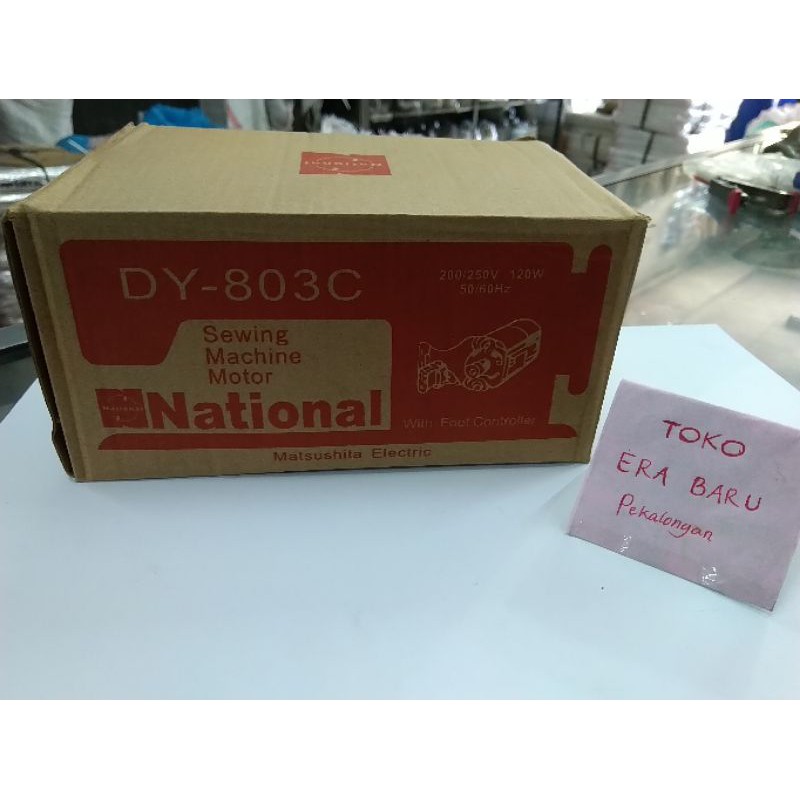 DY-803C
200/250V 120W
50/60Hz
Sewing
Machine
Motor
National
With Foot Controller
Matsushita Electric
TOKO
ERA BARU
Pekalongan